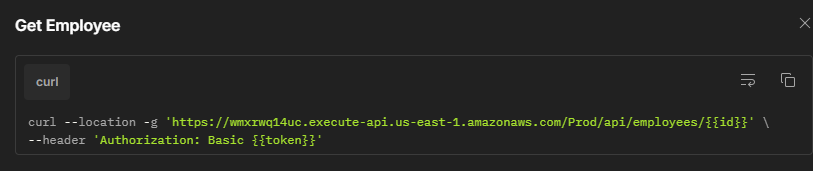 Get Employee
curl
curl --location -g 'https://wmxrwq14uc.execute-api.us-east-1.amazonaws.com/Prod/api/employees/{{id}}' \
--header 'Authorization: Basic {{token}}'